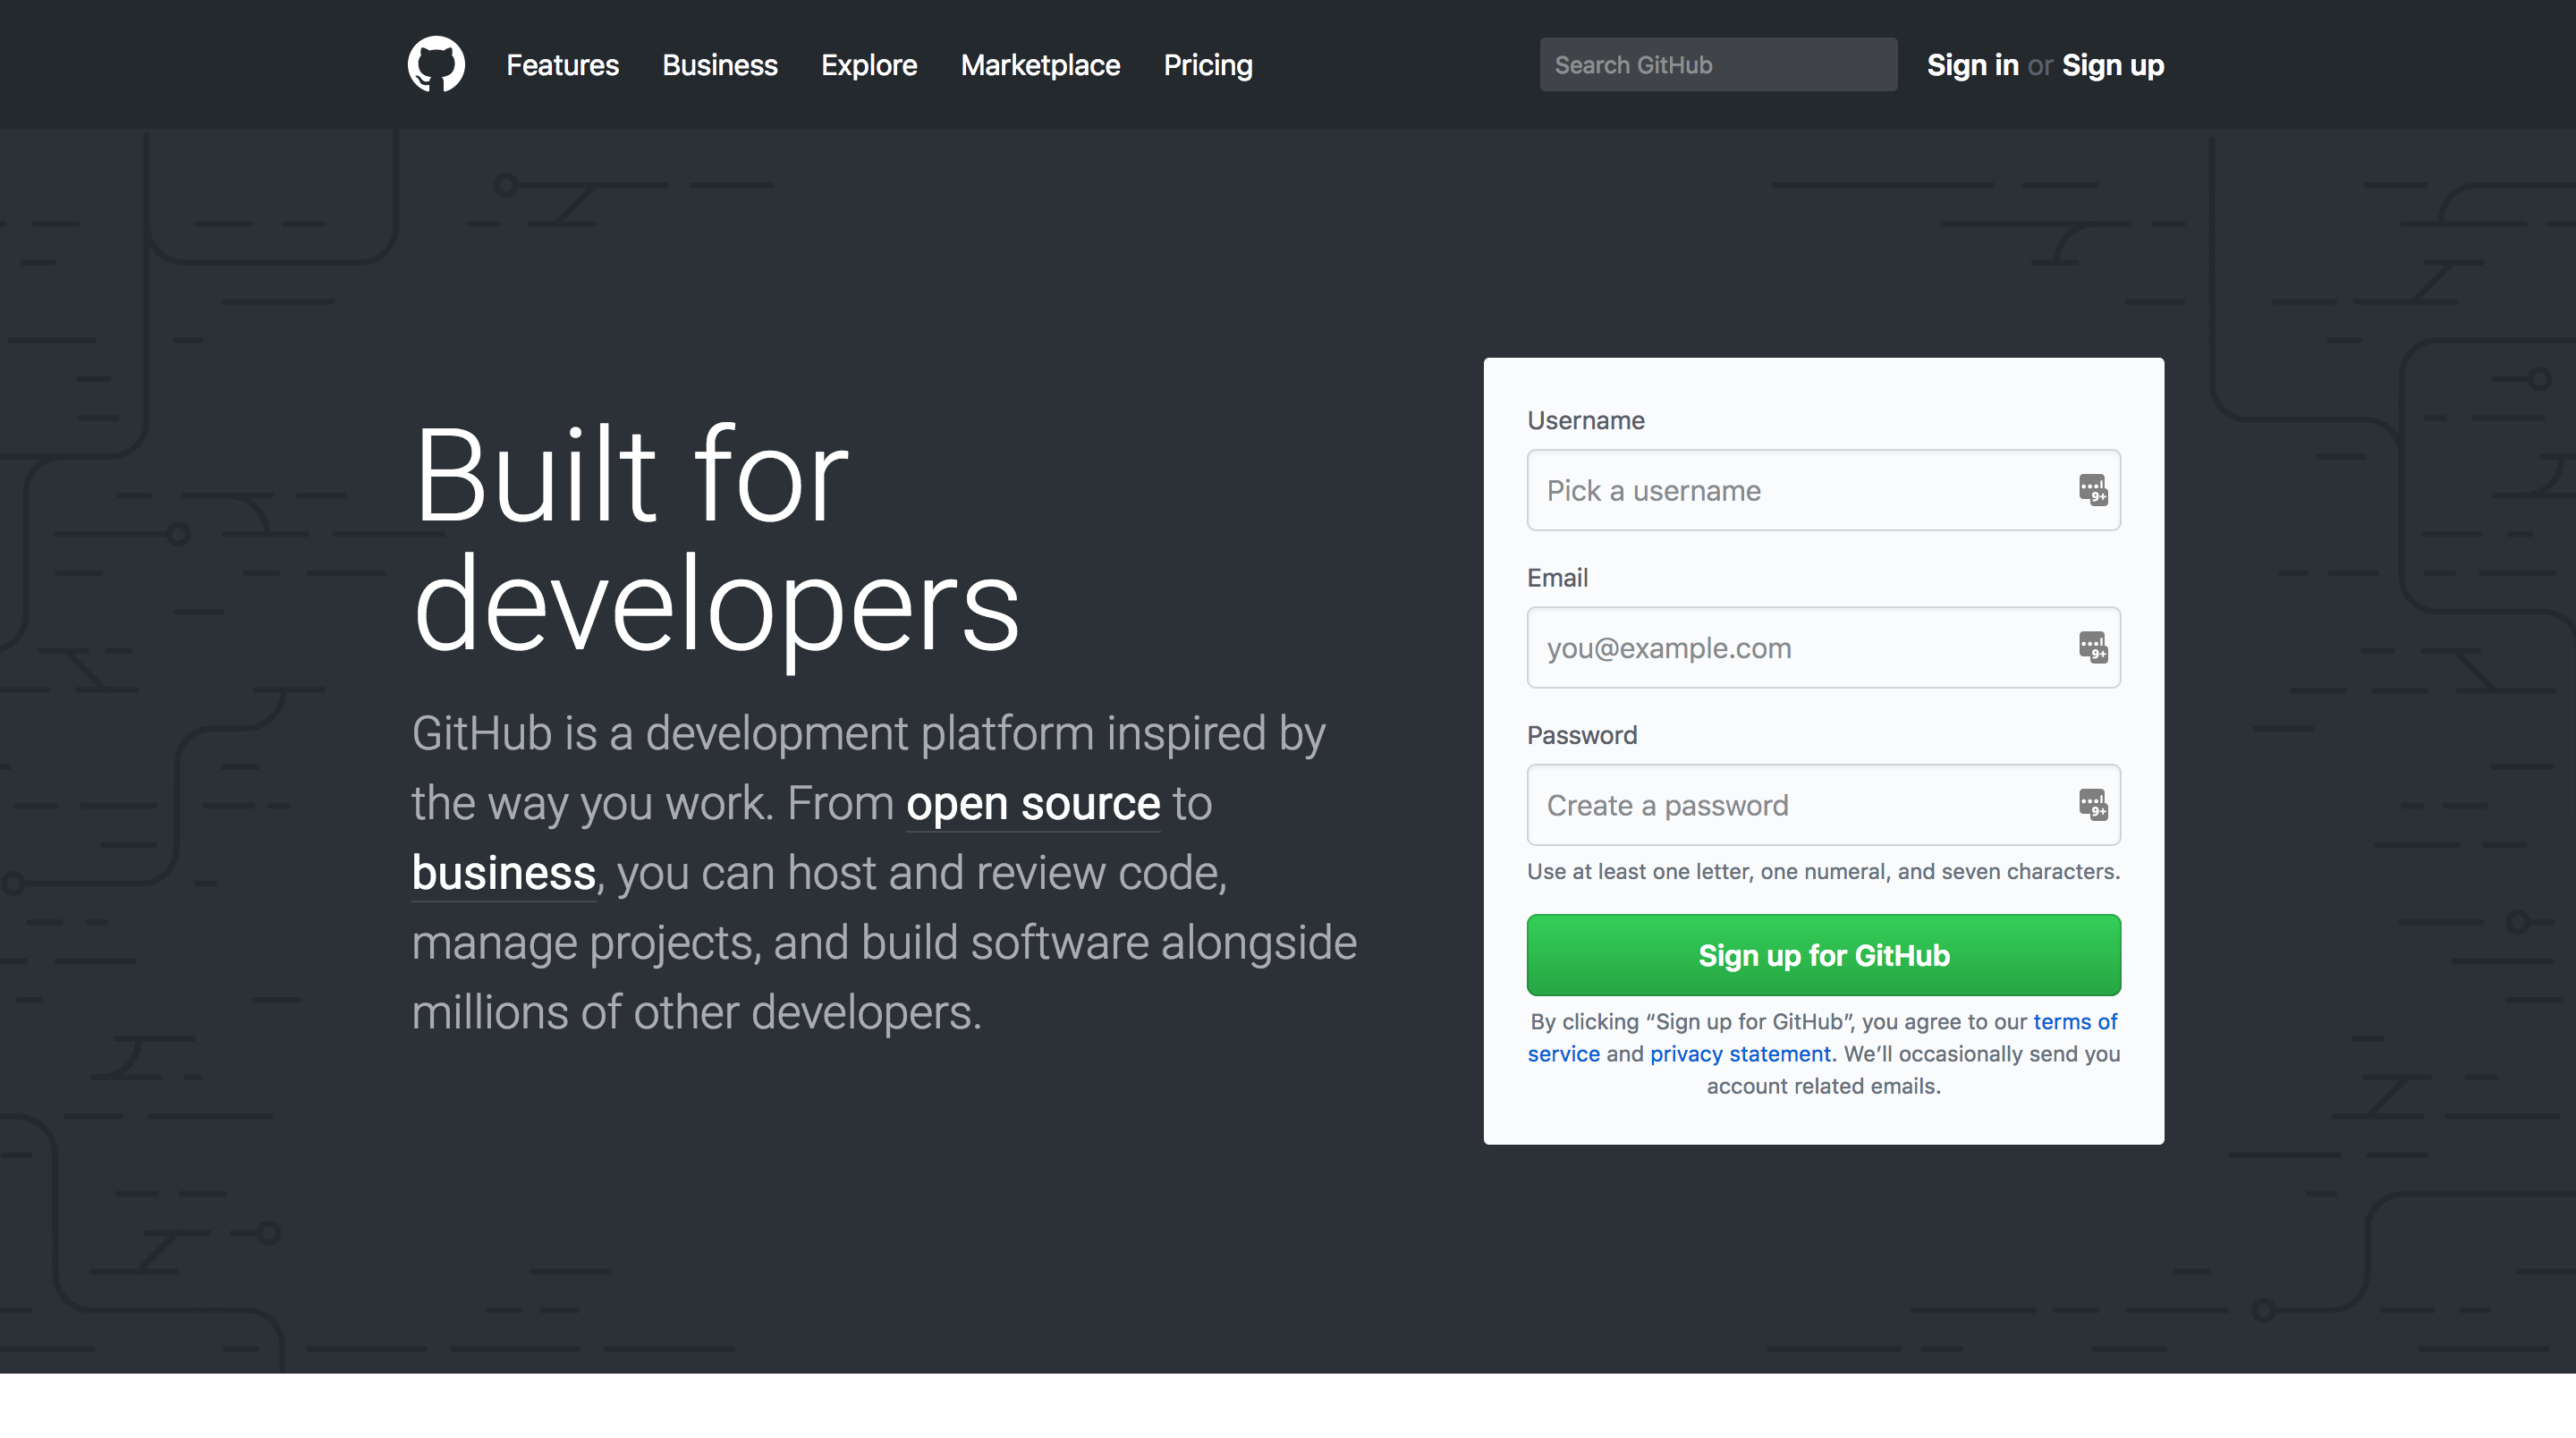 Features Business Explore Marketplace Pricing Search GitHub Sign in or Sign up
Built for
developers
GitHub is a development platform inspired by
the way you work. From open source to
business, you can host and review code,
manage projects, and build software alongside
millions of other developers.
Username
Pick a username
9+
Email
you@example.com
9+
Password
Create a password
9+
Use at least one letter, one numeral, and seven characters.
Sign up for GitHub
By clicking “Sign up for GitHub”, you agree to our terms of
service and privacy statement. We’ll occasionally send you
account related emails.